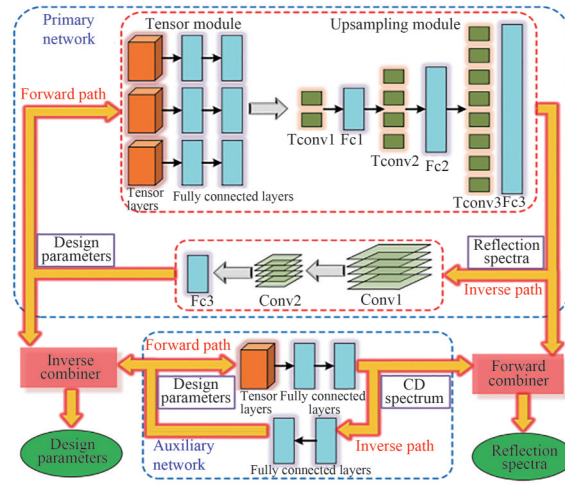 Primary
network
Tensor module
Upsampling module
Forward path
Tconv1
Fc1
Tconv2
Fc2
Tconv3
Fc3
Tensor
layers
Fully connected layers
Design
parameters
Reflection
spectra
Inverse path
Fc3
Conv2
Conv1
Inverse
combiner
Forward path
Design
parameters
Tensor
layers
Fully connected
layers
CD
spectrum
Forward
combiner
Inverse path
Auxiliary
network
Fully connected layers
Design
parameters
Reflection
spectra